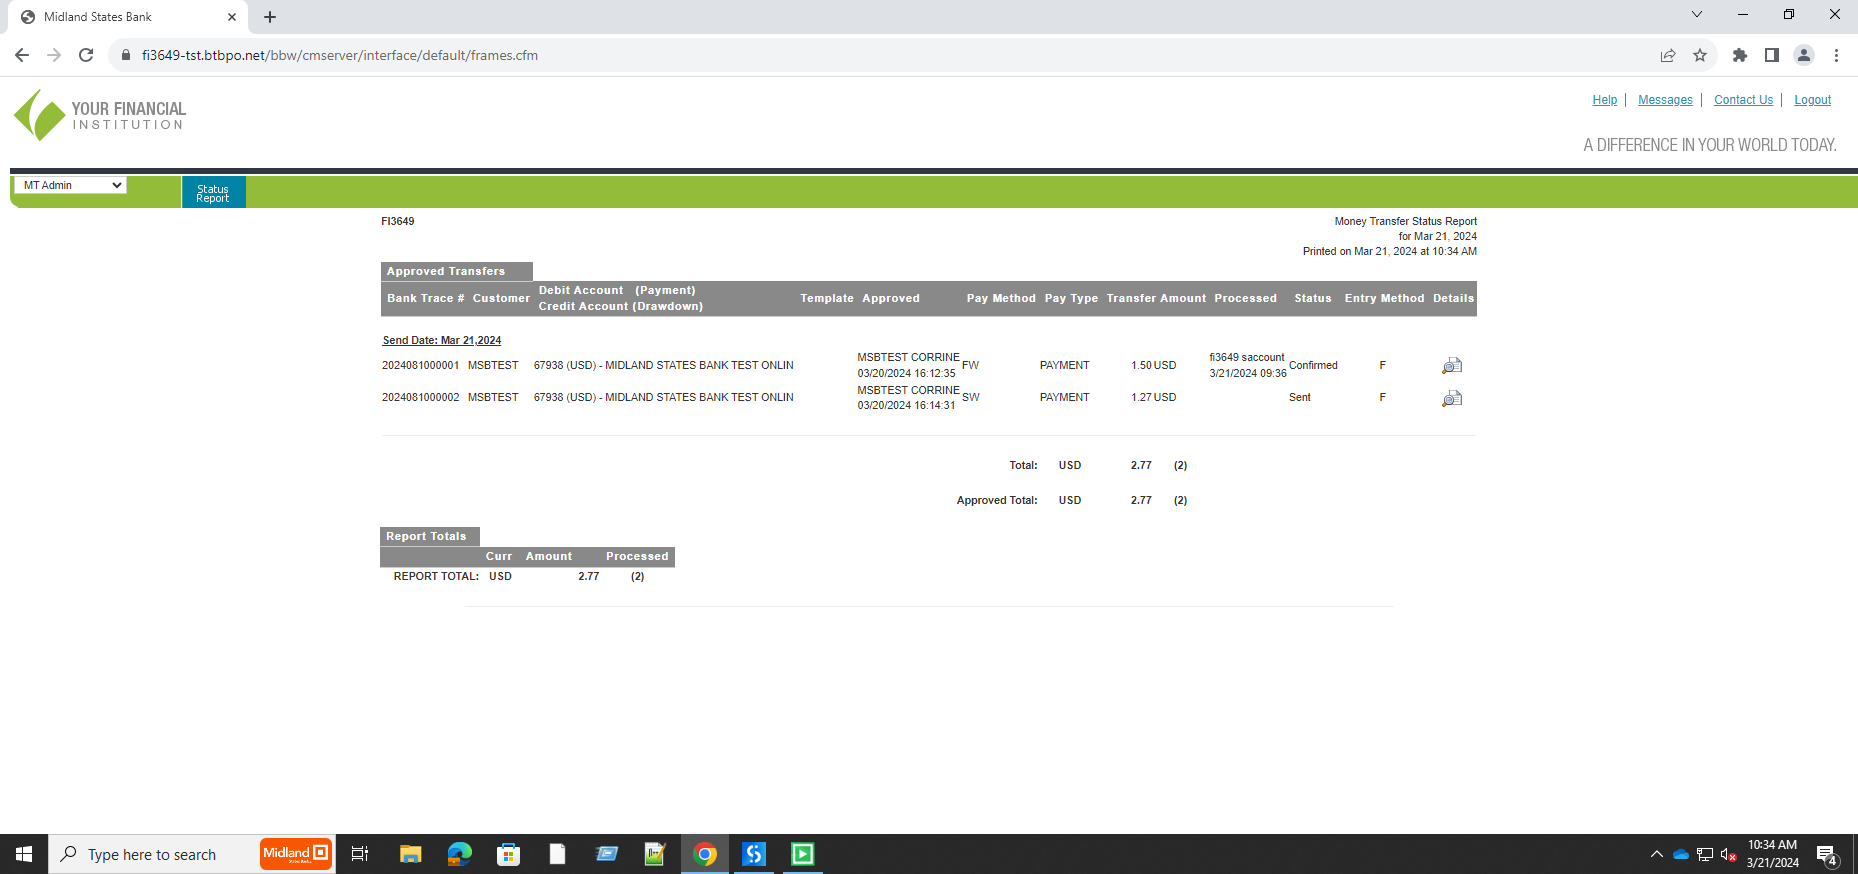 Midland States Bank
fi3649-tst.btbpo.net/bbw/cmserver/interface/default/frames.cfm
YOUR FINANCIAL
INSTITUTION
Help | Messages | Contact Us | Logout
A DIFFERENCE IN YOUR WORLD TODAY.
MT Admin
Status
Report
FI3649
Money Transfer Status Report
for Mar 21, 2024
Printed on Mar 21, 2024 at 10:34 AM
Approved Transfers
Bank Trace # Customer Debit Account (Payment) Template Approved Pay Method Pay Type Transfer Amount Processed Status Entry Method Details
Credit Account (Drawdown)
Send Date: Mar 21,2024
2024081000001 MSBTEST 67938 (USD) - MIDLAND STATES BANK TEST ONLIN MSBTEST CORRINE FW PAYMENT 1.50 USD fi3649 saccount Confirmed F
03/20/2024 16:12:35 3/21/2024 09:36
2024081000002 MSBTEST 67938 (USD) - MIDLAND STATES BANK TEST ONLIN MSBTEST CORRINE SW PAYMENT 1.27 USD Sent F
03/20/2024 16:14:31
Total: USD 2.77 (2)
Approved Total: USD 2.77 (2)
Report Totals
Curr Amount Processed
REPORT TOTAL: USD 2.77 (2)
Type here to search
Midland
10:34 AM
3/21/2024
4